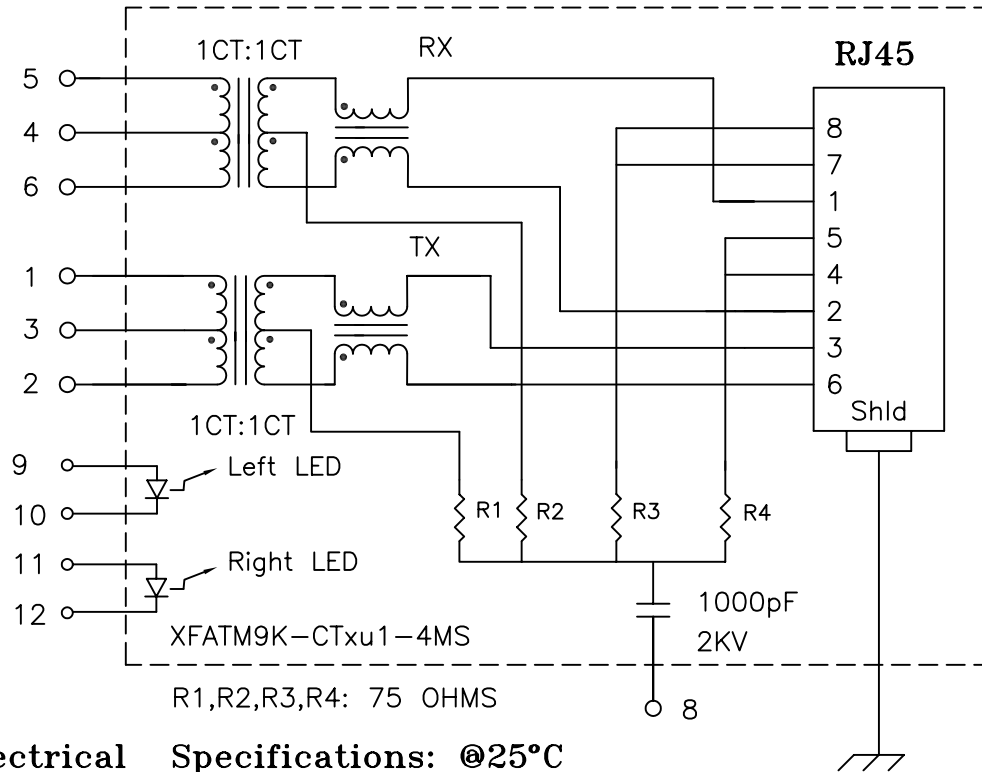 1CT:1CT
RX
RJ45
5
4
6
8
7
1
5
4
2
3
6
Shld
TX
1
3
2
1CT:1CT
9
Left LED
10
R1
R2
R3
R4
11
Right LED
12
1000pF
2KV
XFATM9K-CTxu1-4MS
R1,R2,R3,R4: 75 OHMS
8
ectrical Specifications: @25°C